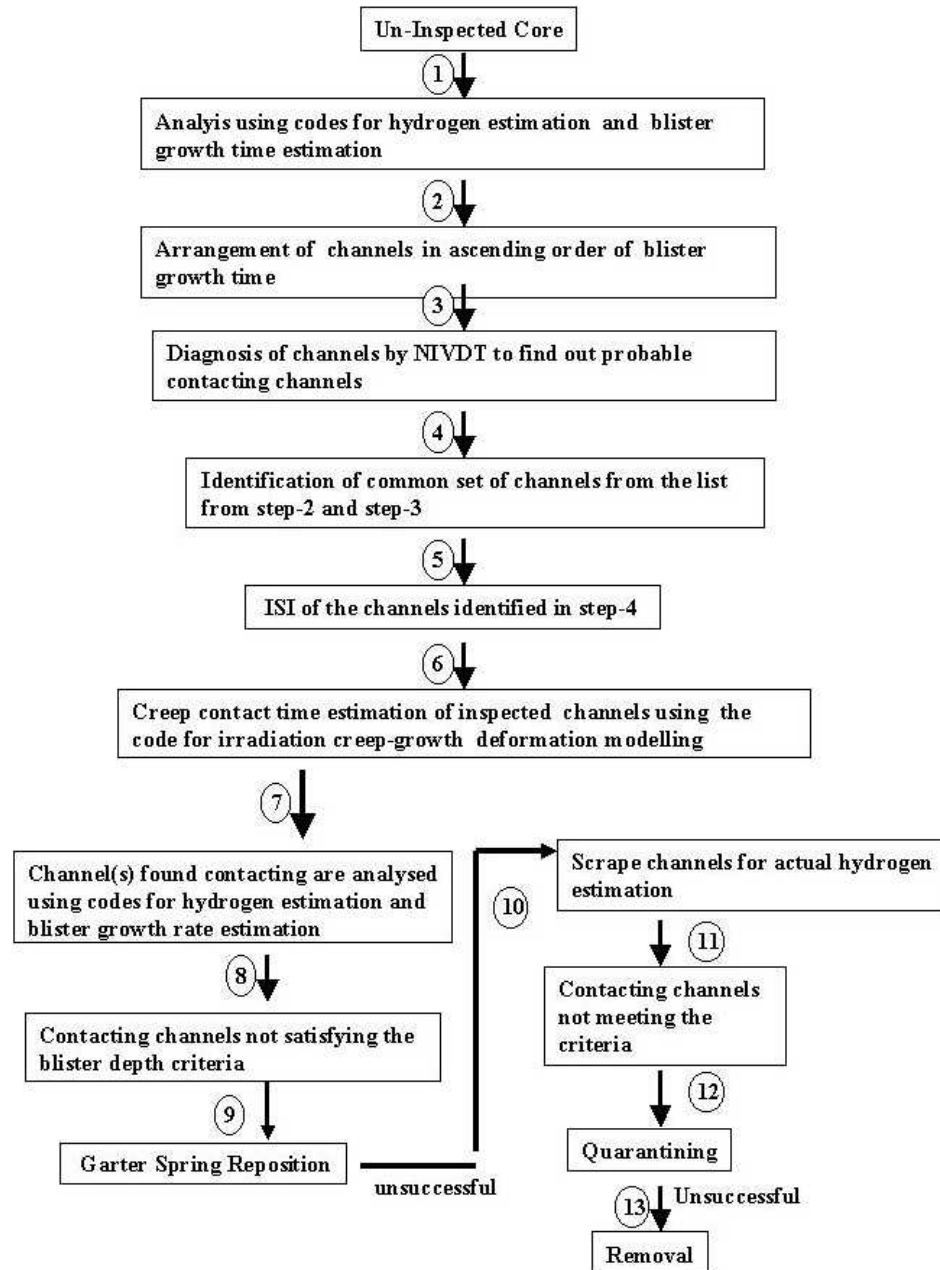 Un-Inspected Core
1
Analyis using codes for hydrogen estimation and blister
growth time estimation
2
Arrangement of channels in ascending order of blister
growth time
3
Diagnosis of channels by NIVDT to find out probable
contacting channels
4
Identification of common set of channels from the list
from step-2 and step-3
5
ISI of the channels identified in step-4
6
Creep contact time estimation of inspected channels using the
code for irradiation creep-growth deformation modelling
7
Channel(s) found contacting are analysed
using codes for hydrogen estimation and
blister growth rate estimation
8
Contacting channels not satisfying the
blister depth criteria
9
Garter Spring Reposition
unsuccessful
10
Scrape channels for actual hydrogen
estimation
11
Contacting channels
not meeting the
criteria
12
Quarantining
13
Unsuccessful
Removal